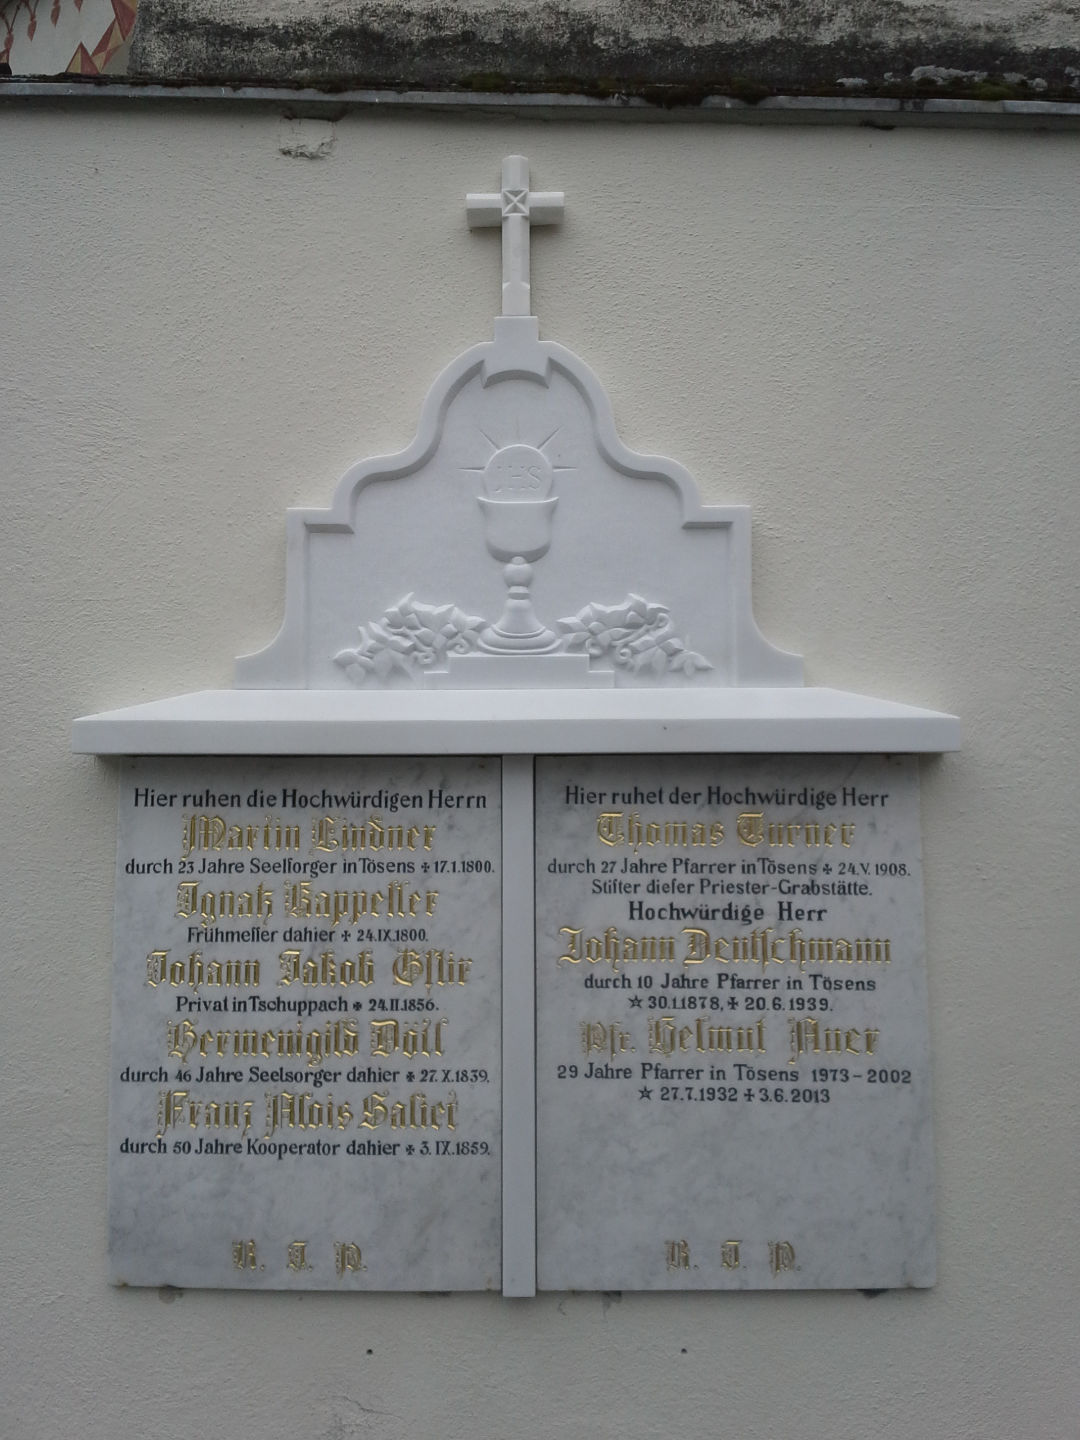 JHS
Hier ruhen die Hochwürdigen Herrn
Martin Lindner
durch 23 Jahre Seelsorger in Tösens ✝ 17.1.1800.
Ignatz Kappeller
Frühmesser dahier ✝ 24.IX.1800.
Johann Jakob Östir
Privat in Tschuppach ✝ 24.II.1856.
Hermenigild Döll
durch 46 Jahre Seelsorger dahier ✝ 27.X.1839.
Franz Alois Salier
durch 50 Jahre Kooperator dahier ✝ 3.IX.1859.
R. I. P.
Hier ruhet der Hochwürdige Herr
Thomas Turner
durch 27 Jahre Pfarrer in Tösens ✝ 24.V.1908.
Stifter dieser Priester-Grabstätte.
Hochwürdig Herr
Johann Deutschmann
durch 10 Jahre Pfarrer in Tösens
☆ 30.1.1878, ✝ 20.6.1939.
Pfr. Helmut Auer
29 Jahre Pfarrer in Tösens 1973-2002
☆ 27.7.1932 ✝ 3.6.2013
R. I. P.